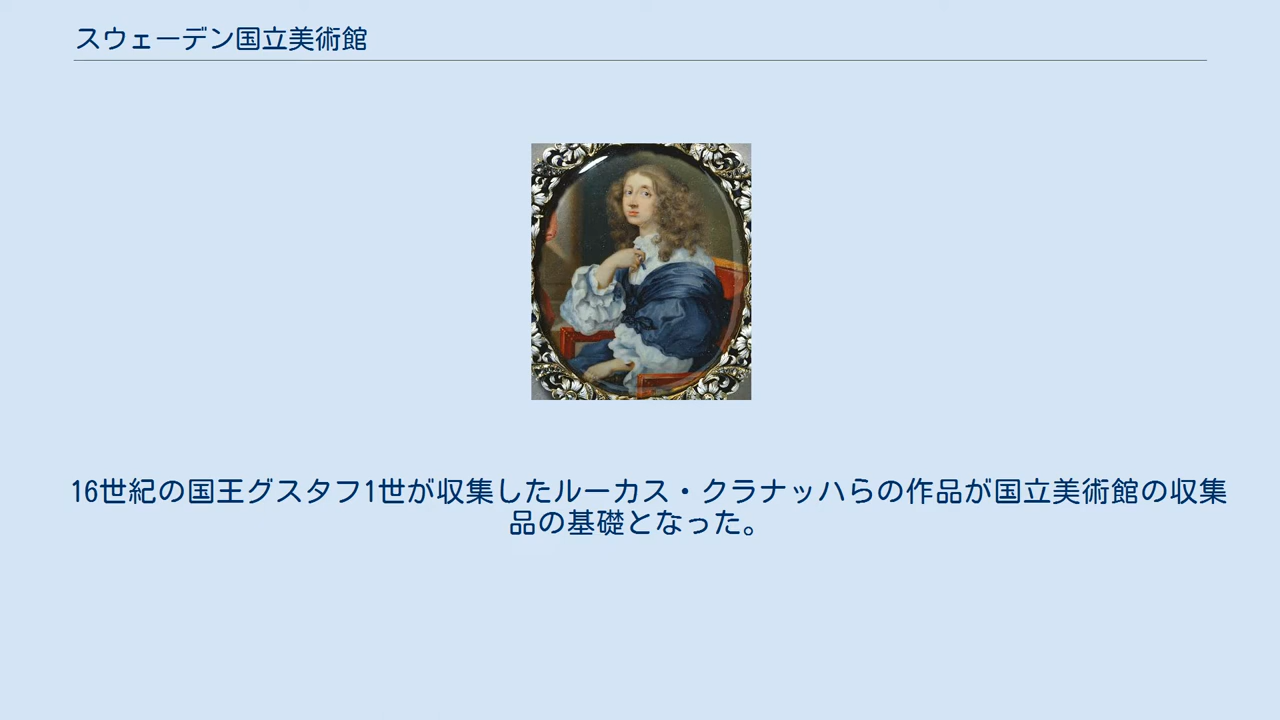 スウェーデン国立美術館
16世紀の国王グスタフ1世が収集したルーカス・クラナッハらの作品が国立美術館の収集
品の基礎となった。